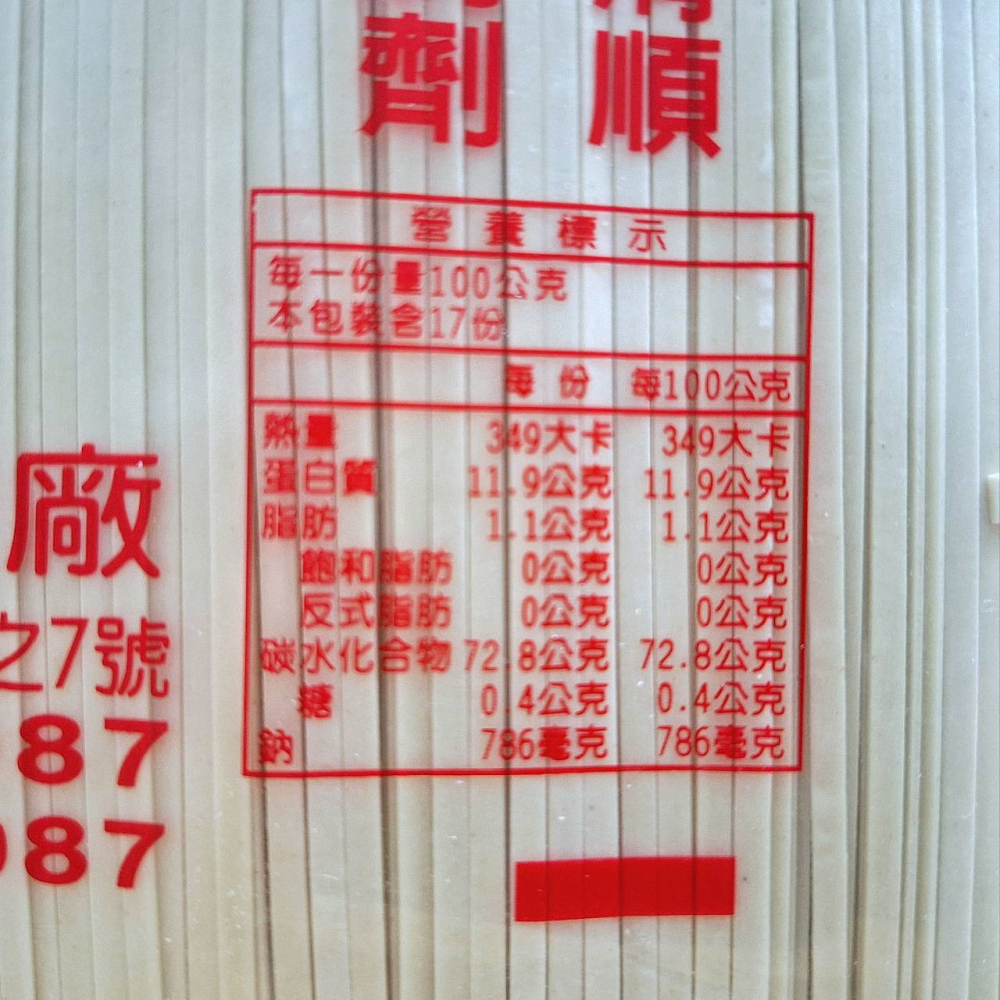 順
劑
營養標示
每一份量100公克
本包裝含17份
每份 每100公克
熱量 349大卡 349大卡
蛋白質 11.9公克 11.9公克
脂肪 1.1公克 1.1公克
飽和脂肪 0公克 0公克
反式脂肪 0公克 0公克
碳水化合物 72.8公克 72.8公克
糖 0.4公克 0.4公克
鈉 786毫克 786毫克
廠
之7號
87
87